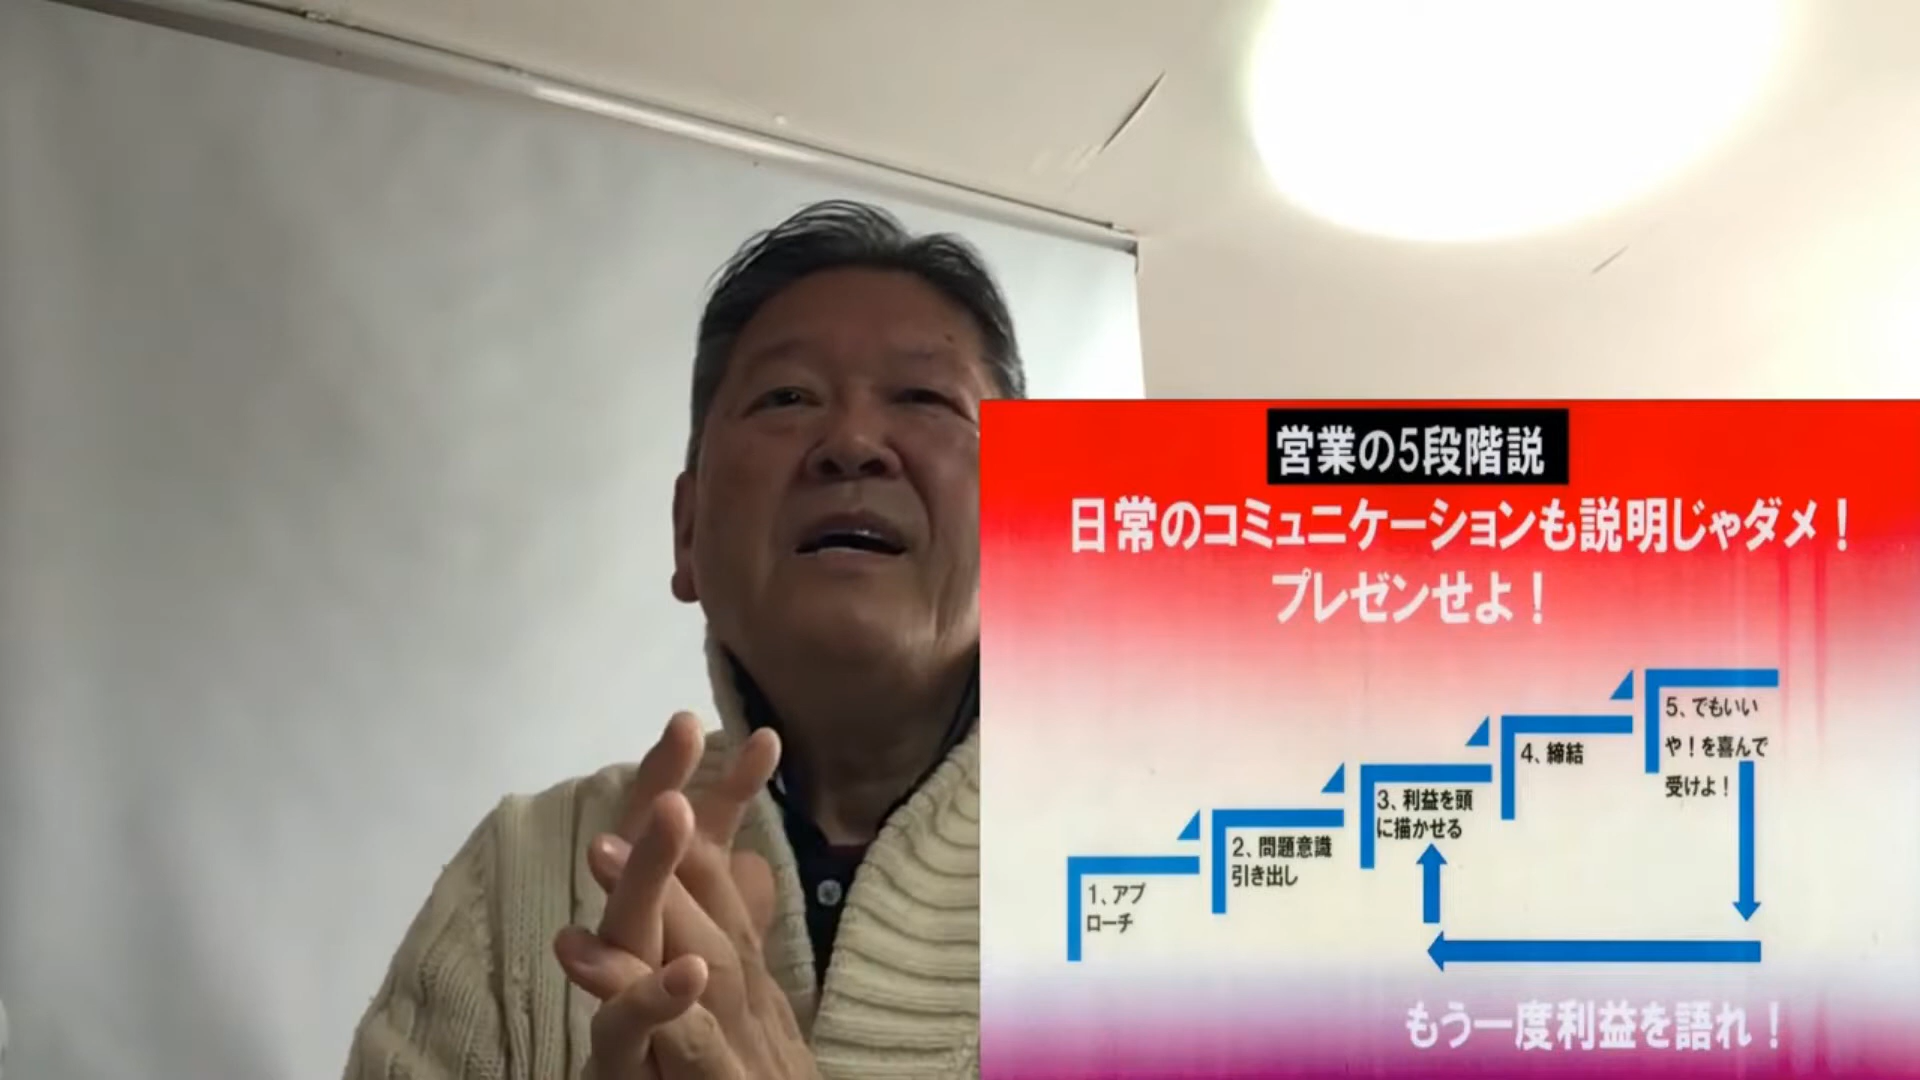 営業の5段階説
日常のコミュニケーションも説明じゃダメ！
プレゼンせよ！
1、アプ
ローチ
2、問題意識
引き出し
3、利益を頭
に描かせる
4、締結
5、でもいい
や！を喜んで
受けよ！
もう一度利益を語れ！